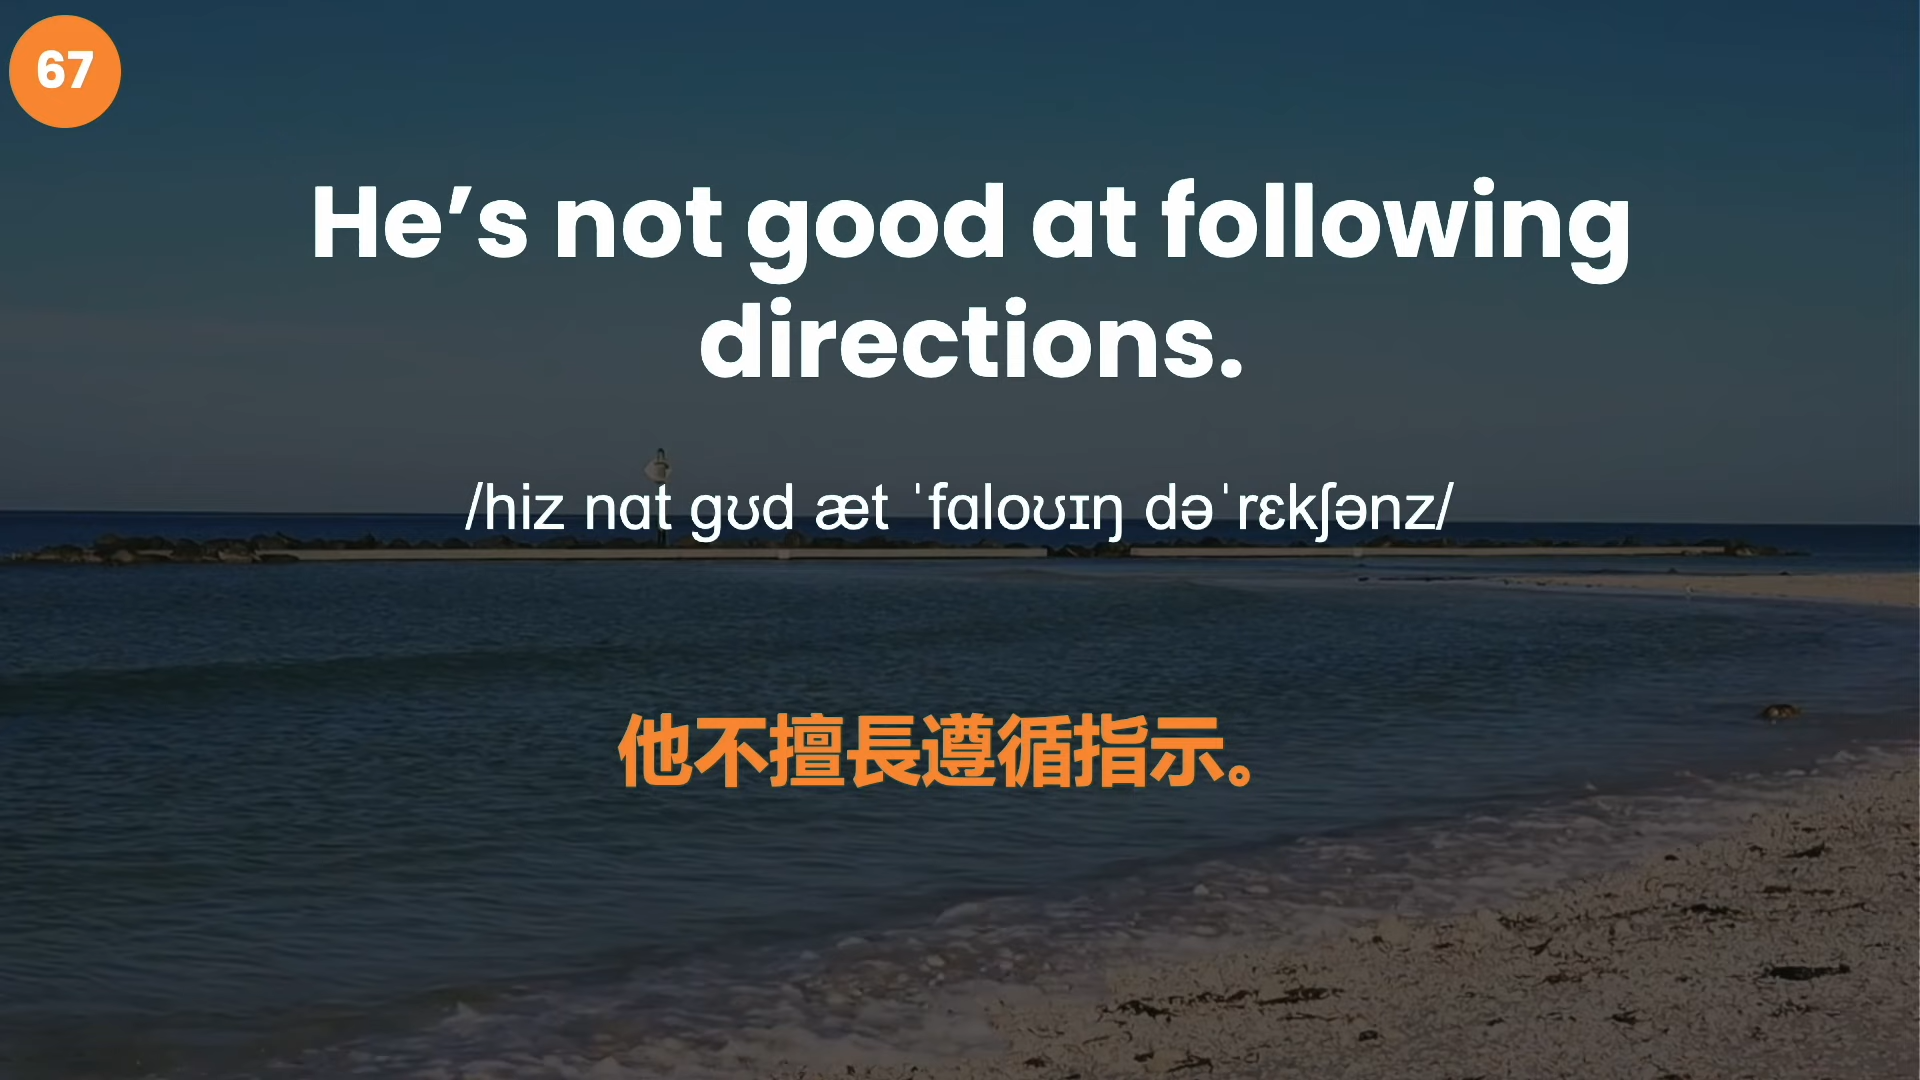 67
He’s not good at following
directions.
/hiz nɑt gʊd æt ˈfɑloʊɪŋ dəˈrɛkʃənz/
他不擅長遵循指示。